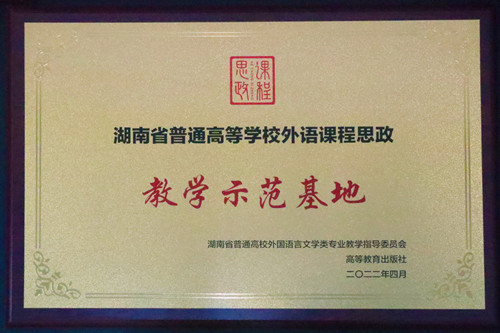 课程
思政
湖南省普通高等学校外语课程思政
教学示范基地
湖南省普通高校外国语言文学类专业教学指导委员会
高等教育出版社
二〇二二年四月